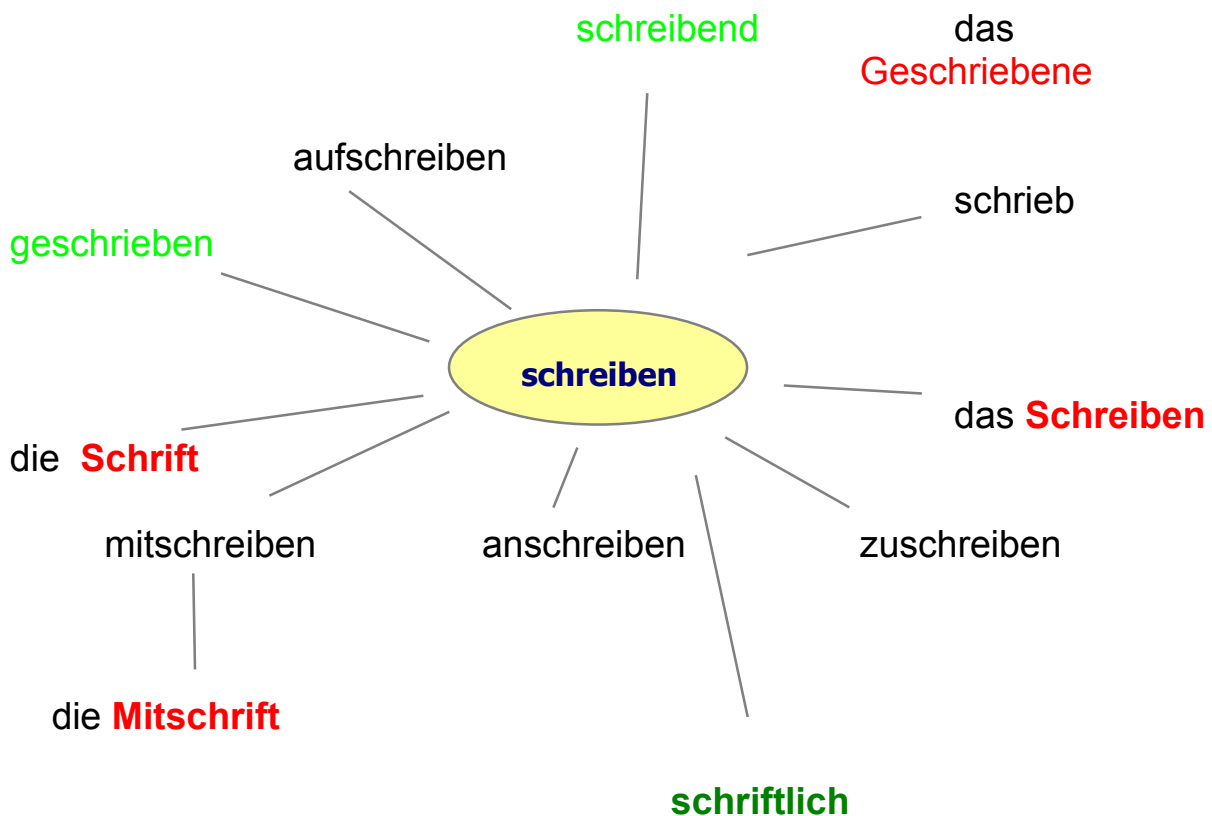 schreibend
das
Geschriebene
aufschreiben
schrieb
geschrieben
schreiben
das Schreiben
die Schrift
mitschreiben
anschreiben
zuschreiben
die Mitschrift
schriftlich